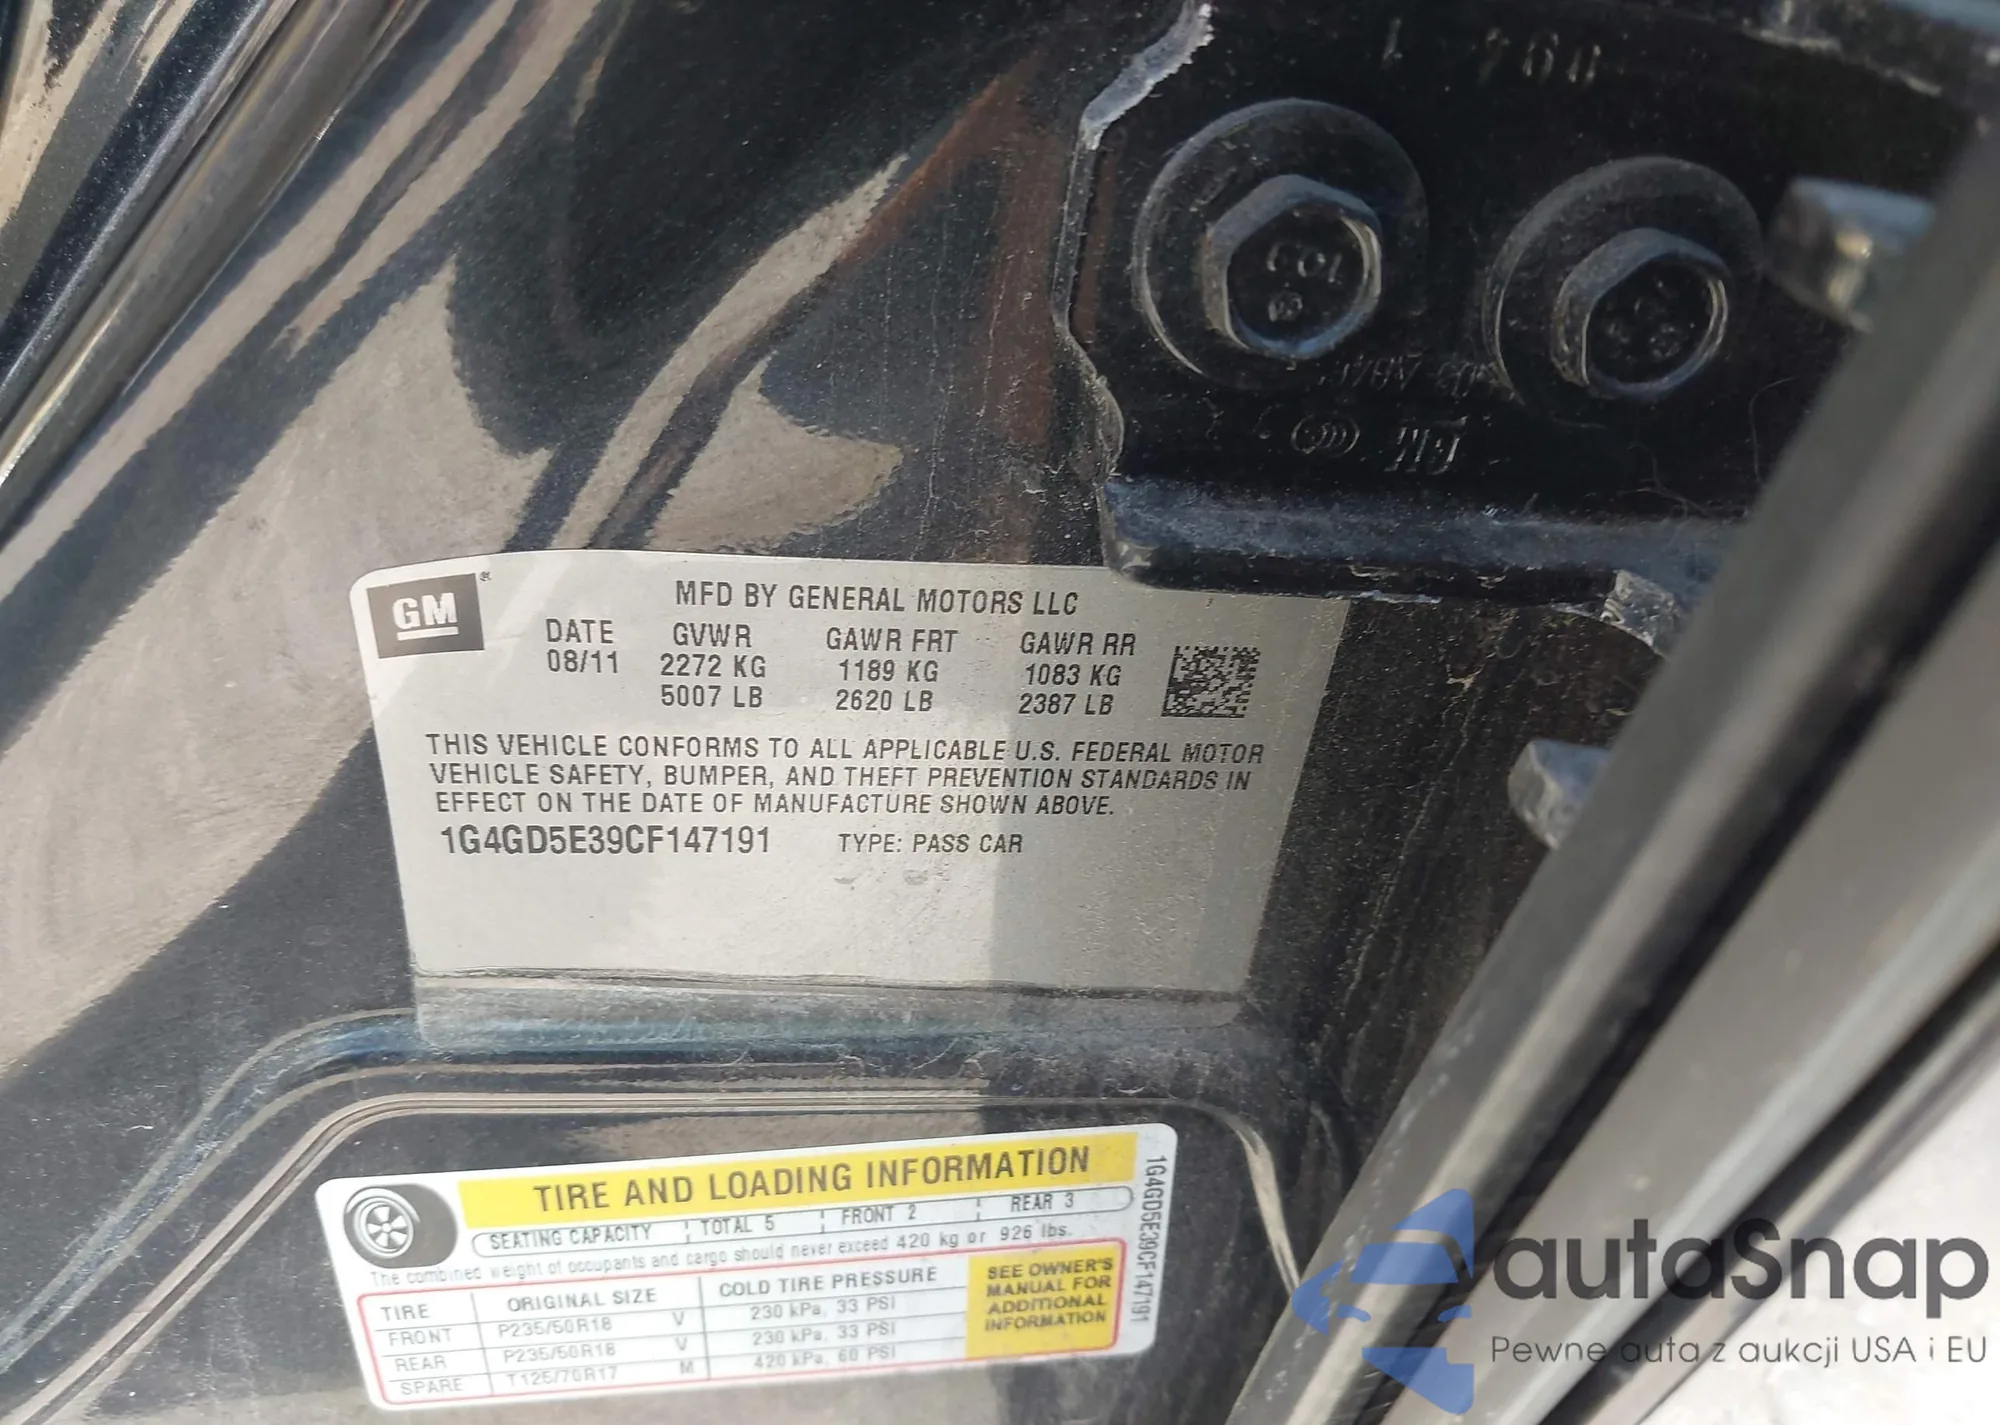 GM
MFD BY GENERAL MOTORS LLC
DATE GVWR GAWR FRT GAWR RR
08/11 2272 KG 1189 KG 1083 KG
5007 LB 2620 LB 2387 LB
THIS VEHICLE CONFORMS TO ALL APPLICABLE U.S. FEDERAL MOTOR
VEHICLE SAFETY, BUMPER, AND THEFT PREVENTION STANDARDS IN
EFFECT ON THE DATE OF MANUFACTURE SHOWN ABOVE.
1G4GD5E39CF147191 TYPE: PASS CAR
TIRE AND LOADING INFORMATION
SEATING CAPACITY TOTAL 5 FRONT 2 REAR 3
The combined weight of occupants and cargo should never exceed 420 kg or 926 lbs.
TIRE ORIGINAL SIZE COLD TIRE PRESSURE
FRONT P235/50R18 V 230 kPa, 33 PSI
REAR P235/50R18 V 230 kPa, 33 PSI
SPARE T125/70R17 M 420 kPa, 60 PSI
SEE OWNER'S
MANUAL FOR
ADDITIONAL
INFORMATION
1G4GD5E39CF147191
autaSnap
Pewne auta z aukcji USA i EU